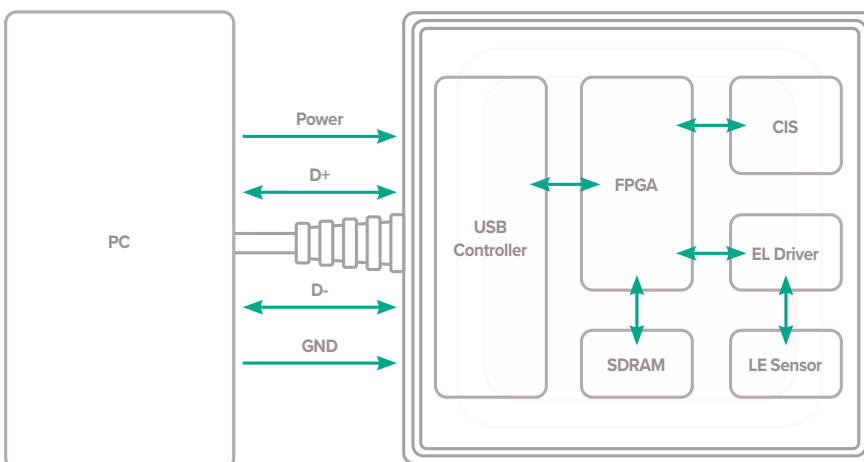 PC
Power
D+
D-
GND
USB
Controller
FPGA
SDRAM
CIS
EL Driver
LE Sensor